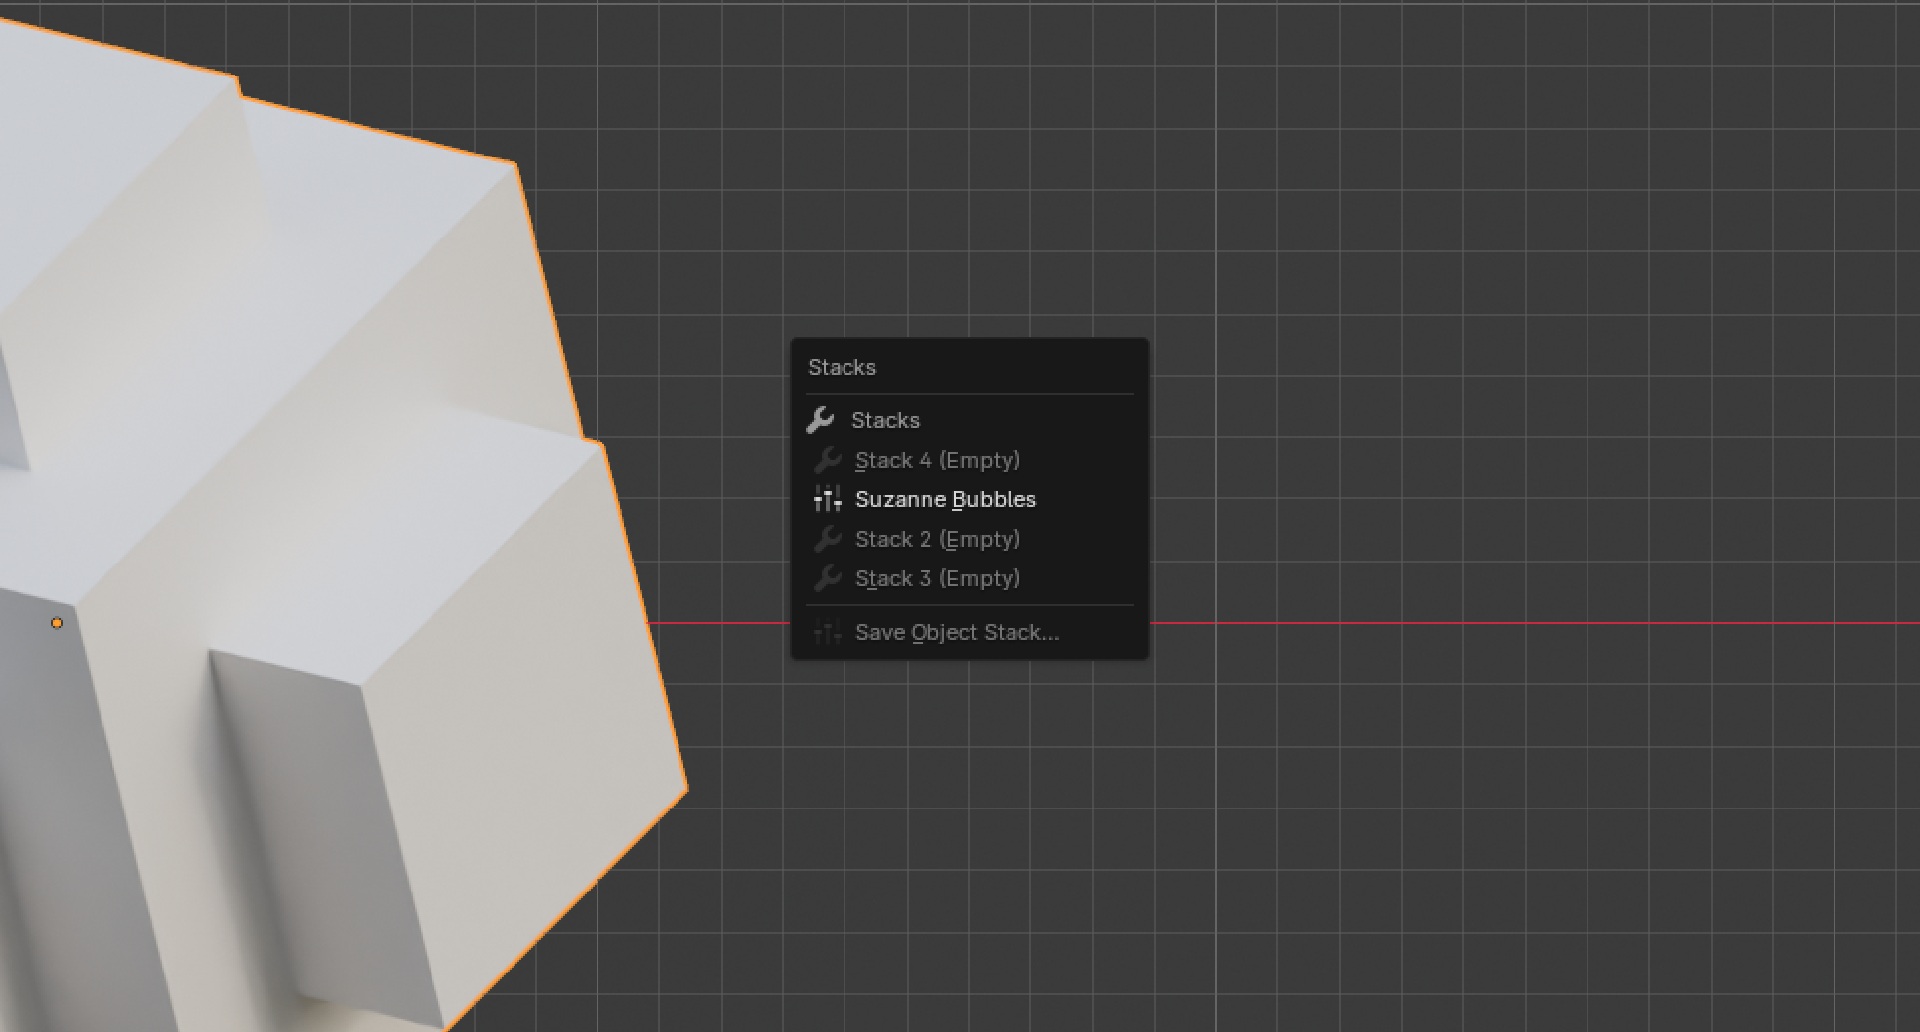 Stacks
Stacks
Stack 4 (Empty)
Suzanne Bubbles
Stack 2 (Empty)
Stack 3 (Empty)
Save Object Stack...